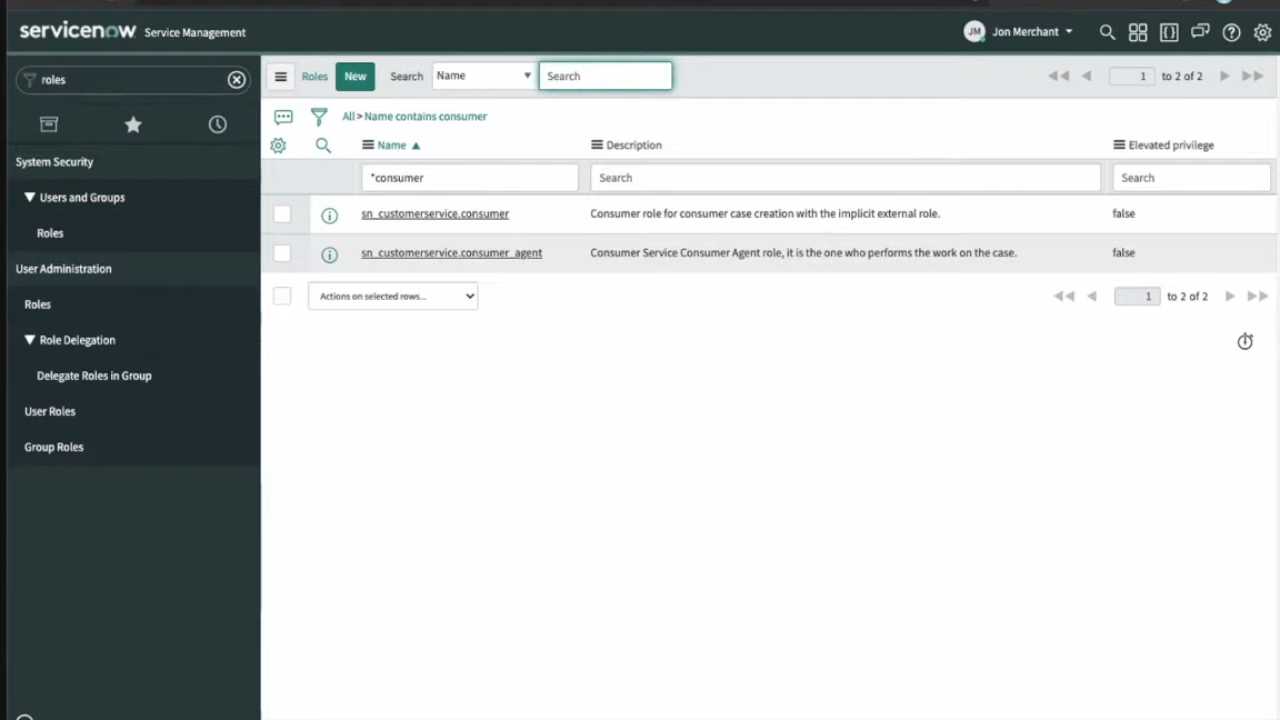 servicenow Service Management
JM Jon Merchant
roles
System Security
Users and Groups
Roles
User Administration
Roles
Role Delegation
Delegate Roles in Group
User Roles
Group Roles
Roles New Search Name Search 1 to 2 of 2
All > Name contains consumer
Name Description Elevated privilege
*consumer Search Search
sn_customerservice.consumer Consumer role for consumer case creation with the implicit external role. false
sn_customerservice.consumer_agent Consumer Service Consumer Agent role, it is the one who performs the work on the case. false
Actions on selected rows... 1 to 2 of 2